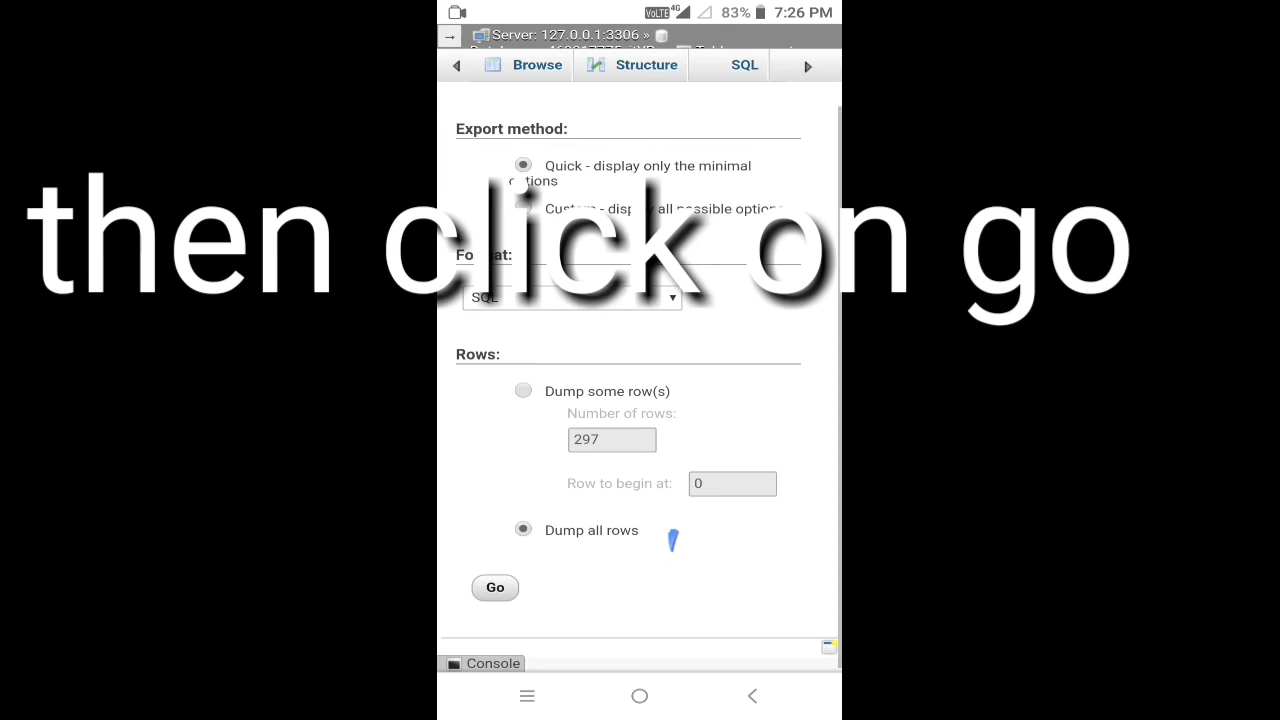 VoLTE 4G 83% 7:26 PM
→ Server: 127.0.0.1:3306 »
Browse Structure SQL
Export method:
Quick - display only the minimal
options
Custom - display all possible options
then click on go
Format:
SQL
Rows:
Dump some row(s)
Number of rows:
297
Row to begin at: 0
Dump all rows
Go
Console